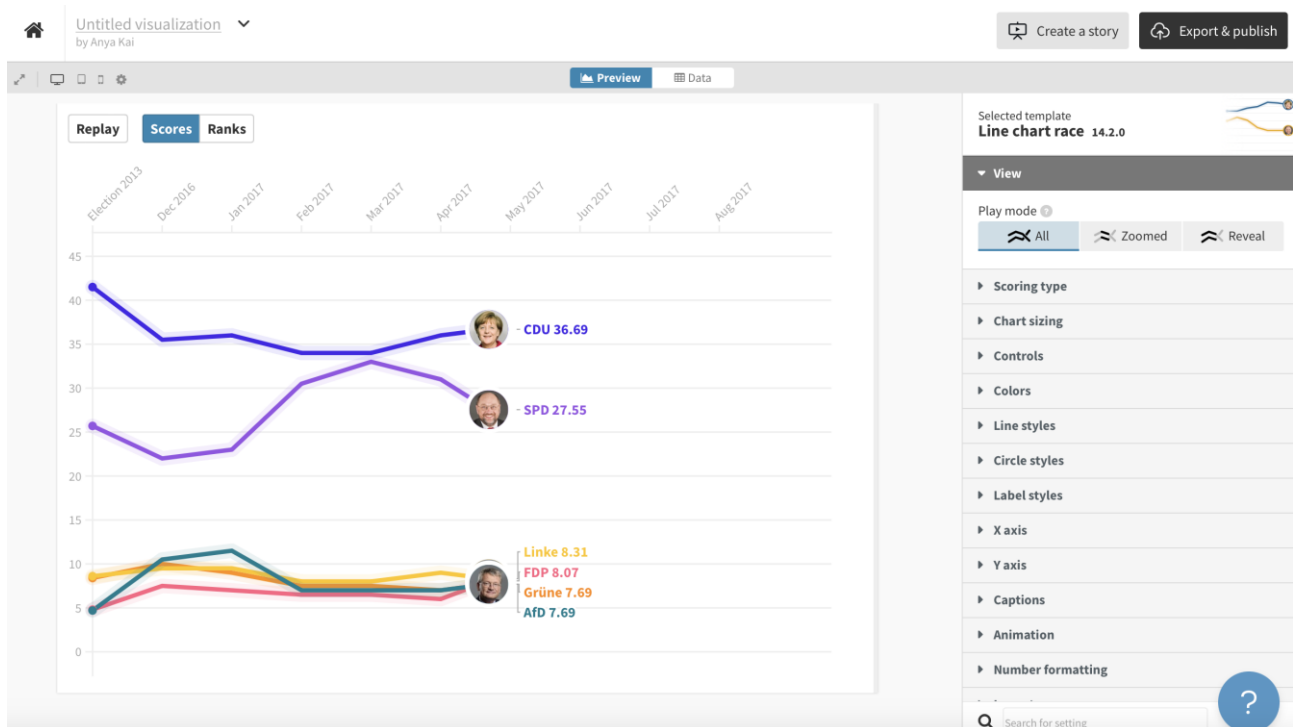 Untitled visualization
by Anya Kai
Create a story
Export & publish
Preview
Data
Replay
Scores
Ranks
Election 2013
Dec 2016
Jan 2017
Feb 2017
Mar 2017
Apr 2017
May 2017
Jun 2017
Jul 2017
Aug 2017
45
40
35
30
25
20
15
10
5
0
CDU 36.69
SPD 27.55
Linke 8.31
FDP 8.07
Grüne 7.69
AfD 7.69
Selected template
Line chart race 14.2.0
View
Play mode ?
All
Zoomed
Reveal
Scoring type
Chart sizing
Controls
Colors
Line styles
Circle styles
Label styles
X axis
Y axis
Captions
Animation
Number formatting
Search for setting
?